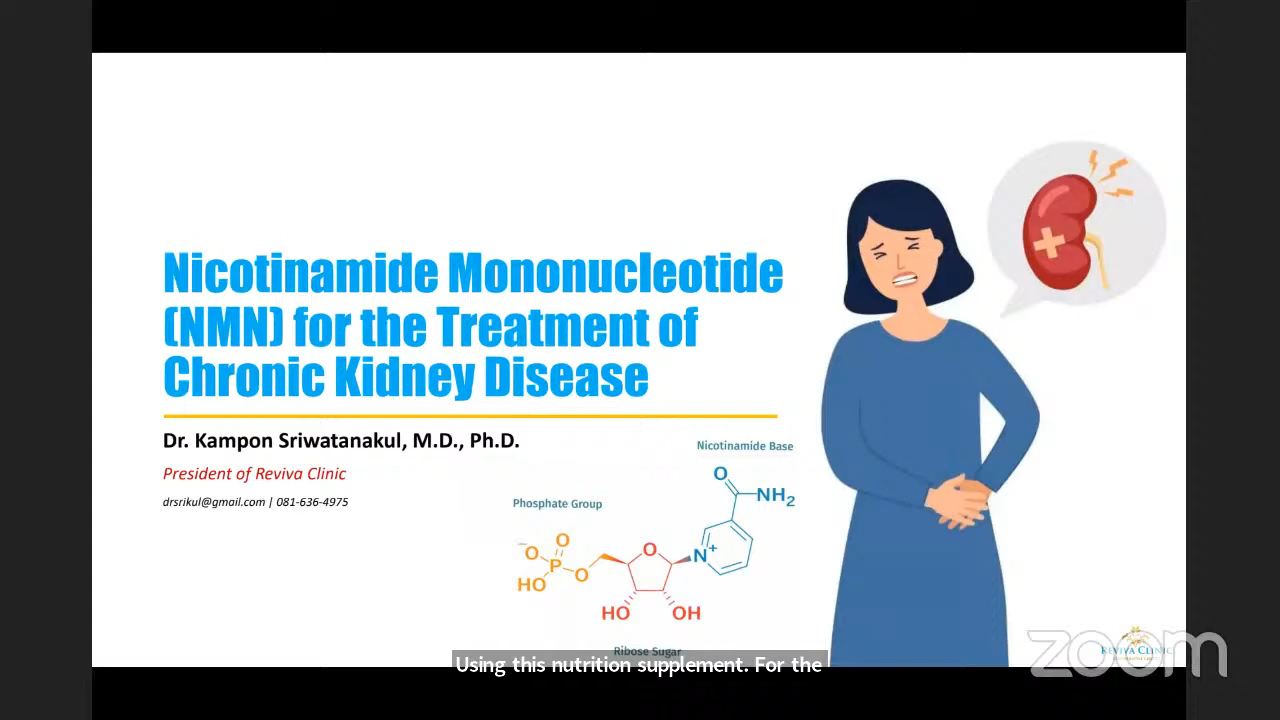 Nicotinamide Mononucleotide
(NMN) for the Treatment of
Chronic Kidney Disease
Dr. Kampon Sriwatanakul, M.D., Ph.D.
President of Reviva Clinic
drsrikul@gmail.com | 081-636-4975
Nicotinamide Base
O
NH2
Phosphate Group
O
−O
P
O
HO
O
N+
HO
OH
Ribose Sugar
Using this nutrition supplement. For the
REVIVA CLINIC
zoom